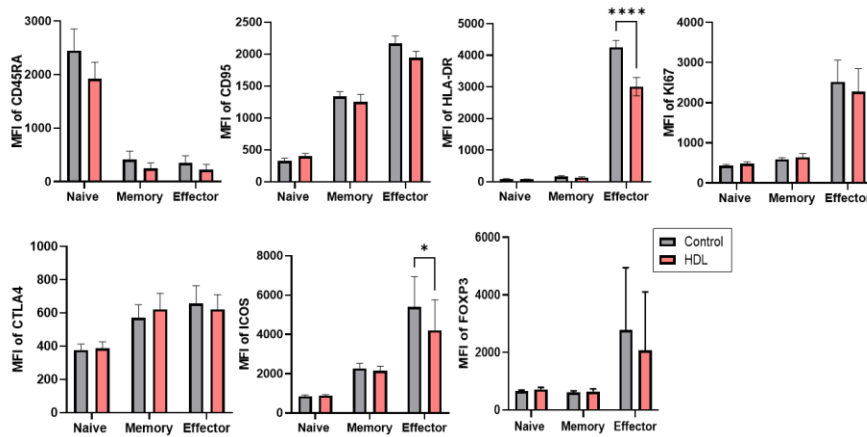 MFI of CD45RA
3000
2000
1000
0
Naive Memory Effector
MFI of CD95
2500
2000
1500
1000
500
0
Naive Memory Effector
MFI of HLA-DR
****
5000
4000
3000
2000
1000
0
Naive Memory Effector
MFI of KI67
4000
3000
2000
1000
0
Naive Memory Effector
MFI of CTLA4
1000
800
600
400
200
0
Naive Memory Effector
MFI of ICOS
*
8000
6000
4000
2000
0
Naive Memory Effector
MFI of FOXP3
6000
4000
2000
0
Naive Memory Effector
Control
HDL